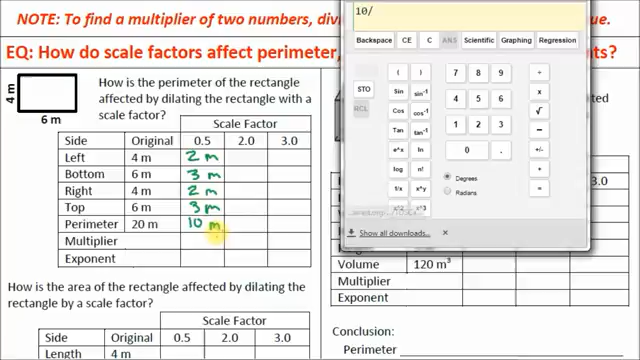 NOTE: To find a multiplier of two numbers, div
ue.
10/
EQ: How do scale factors affect perimeter,
nts?
Backspace CE C ANS Scientific Graphing Regression
4 m
6 m
How is the perimeter of the rectangle
affected by dilating the rectangle with a
scale factor?
Scale Factor
Side Original 0.5 2.0 3.0
Left 4 m 2 m
Bottom 6 m 3 m
Right 4 m 2 m
Top 6 m 3 m
Perimeter 20 m 10 m
Multiplier
Exponent
How is the area of the rectangle affected by dilating the
rectangle by a scale factor?
Scale Factor
Side Original 0.5 2.0 3.0
Length 4 m
STO
RCL
( ) 7 8 9 ÷
Sin sin⁻¹ 4 5 6 x
Cos cos⁻¹ 1 2 3 √
Tan tan⁻¹ 0 . −
e^x ln +/-
log n! Degrees +
1/x x^y Radians =
x^2 x^3
Show all downloads...
ted
3.0
Volume 120 m³
Multiplier
Exponent
Conclusion:
Perimeter